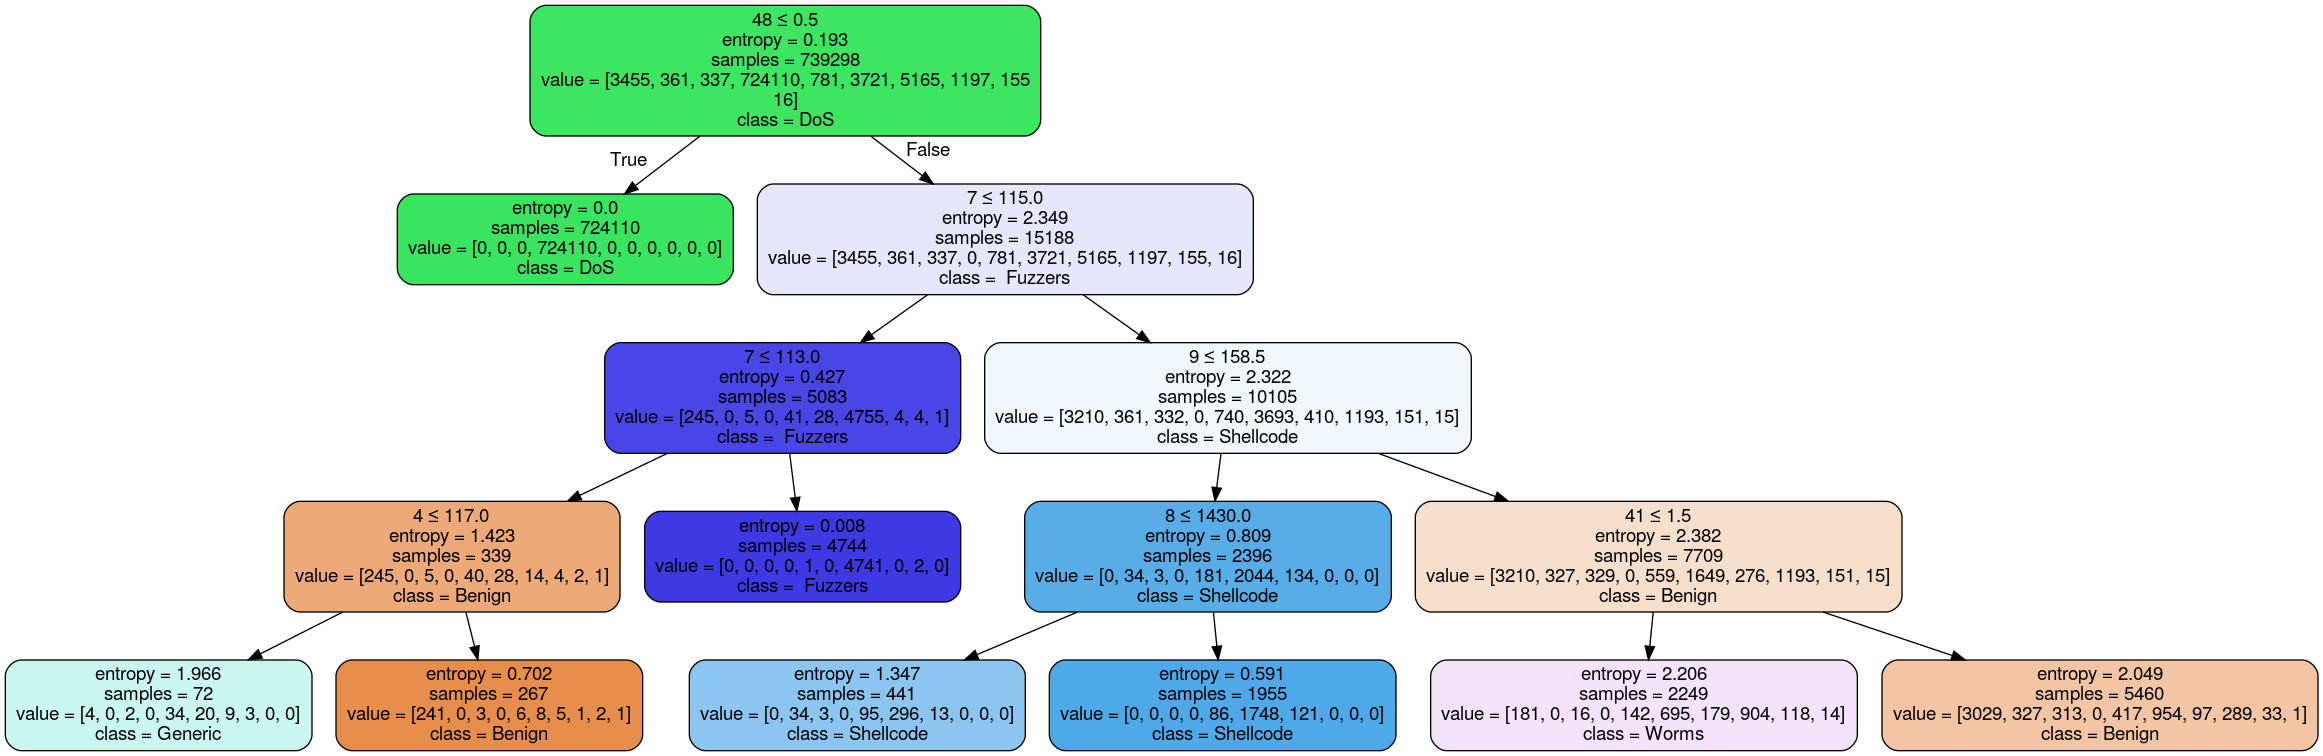 48 ≤ 0.5
entropy = 0.193
samples = 739298
value = [3455, 361, 337, 724110, 781, 3721, 5165, 1197, 155
16]
class = DoS
True
False
entropy = 0.0
samples = 724110
value = [0, 0, 0, 724110, 0, 0, 0, 0, 0, 0]
class = DoS
7 ≤ 115.0
entropy = 2.349
samples = 15188
value = [3455, 361, 337, 0, 781, 3721, 5165, 1197, 155, 16]
class =  Fuzzers
7 ≤ 113.0
entropy = 0.427
samples = 5083
value = [245, 0, 5, 0, 41, 28, 4755, 4, 4, 1]
class =  Fuzzers
9 ≤ 158.5
entropy = 2.322
samples = 10105
value = [3210, 361, 332, 0, 740, 3693, 410, 1193, 151, 15]
class = Shellcode
4 ≤ 117.0
entropy = 1.423
samples = 339
value = [245, 0, 5, 0, 40, 28, 14, 4, 2, 1]
class = Benign
entropy = 0.008
samples = 4744
value = [0, 0, 0, 0, 1, 0, 4741, 0, 2, 0]
class =  Fuzzers
8 ≤ 1430.0
entropy = 0.809
samples = 2396
value = [0, 34, 3, 0, 181, 2044, 134, 0, 0, 0]
class = Shellcode
41 ≤ 1.5
entropy = 2.382
samples = 7709
value = [3210, 327, 329, 0, 559, 1649, 276, 1193, 151, 15]
class = Benign
entropy = 1.966
samples = 72
value = [4, 0, 2, 0, 34, 20, 9, 3, 0, 0]
class = Generic
entropy = 0.702
samples = 267
value = [241, 0, 3, 0, 6, 8, 5, 1, 2, 1]
class = Benign
entropy = 1.347
samples = 441
value = [0, 34, 3, 0, 95, 296, 13, 0, 0, 0]
class = Shellcode
entropy = 0.591
samples = 1955
value = [0, 0, 0, 0, 86, 1748, 121, 0, 0, 0]
class = Shellcode
entropy = 2.206
samples = 2249
value = [181, 0, 16, 0, 142, 695, 179, 904, 118, 14]
class = Worms
entropy = 2.049
samples = 5460
value = [3029, 327, 313, 0, 417, 954, 97, 289, 33, 1]
class = Benign